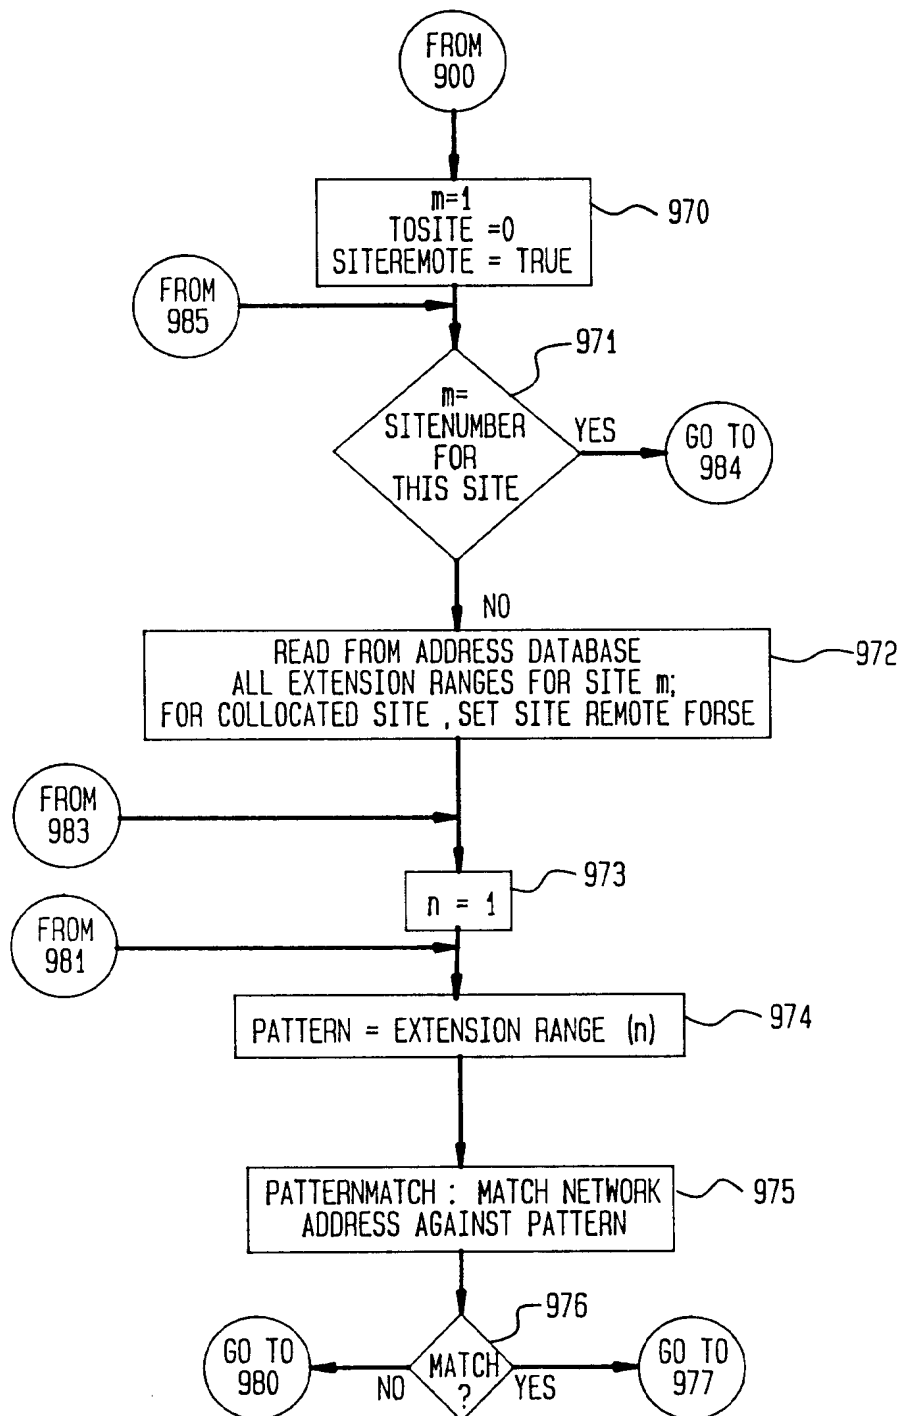 FROM
900
m=1
TOSITE =0
SITEREMOTE = TRUE
970
FROM
985
971
m=
SITENUMBER
FOR
THIS SITE
YES
GO TO
984
NO
READ FROM ADDRESS DATABASE
ALL EXTENSION RANGES FOR SITE m;
FOR COLLOCATED SITE , SET SITE REMOTE FORSE
972
FROM
983
n = 1
973
FROM
981
PATTERN = EXTENSION RANGE (n)
974
PATTERNMATCH : MATCH NETWORK
ADDRESS AGAINST PATTERN
975
976
MATCH
?
NO
GO TO
980
YES
GO TO
977